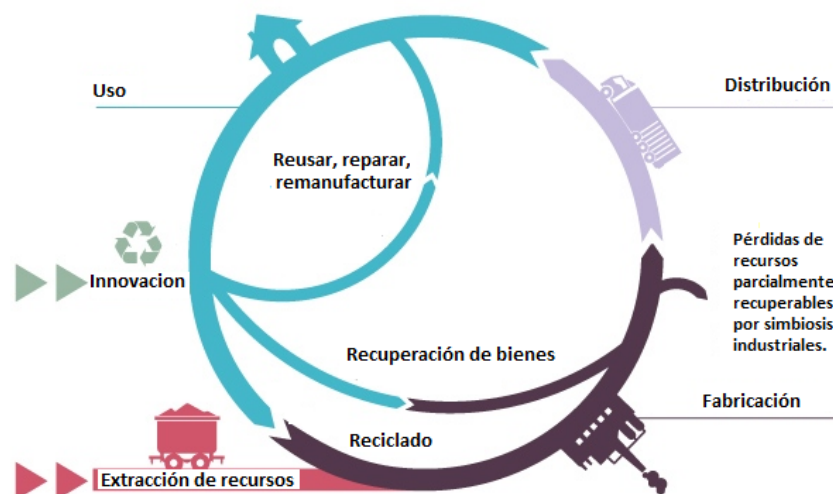 Uso
Distribución
Reusar, reparar,
remanufacturar
Innovacion
Pérdidas de
recursos
parcialmente
recuperables
por simbiosis
industriales.
Recuperación de bienes
Fabricación
Reciclado
Extracción de recursos